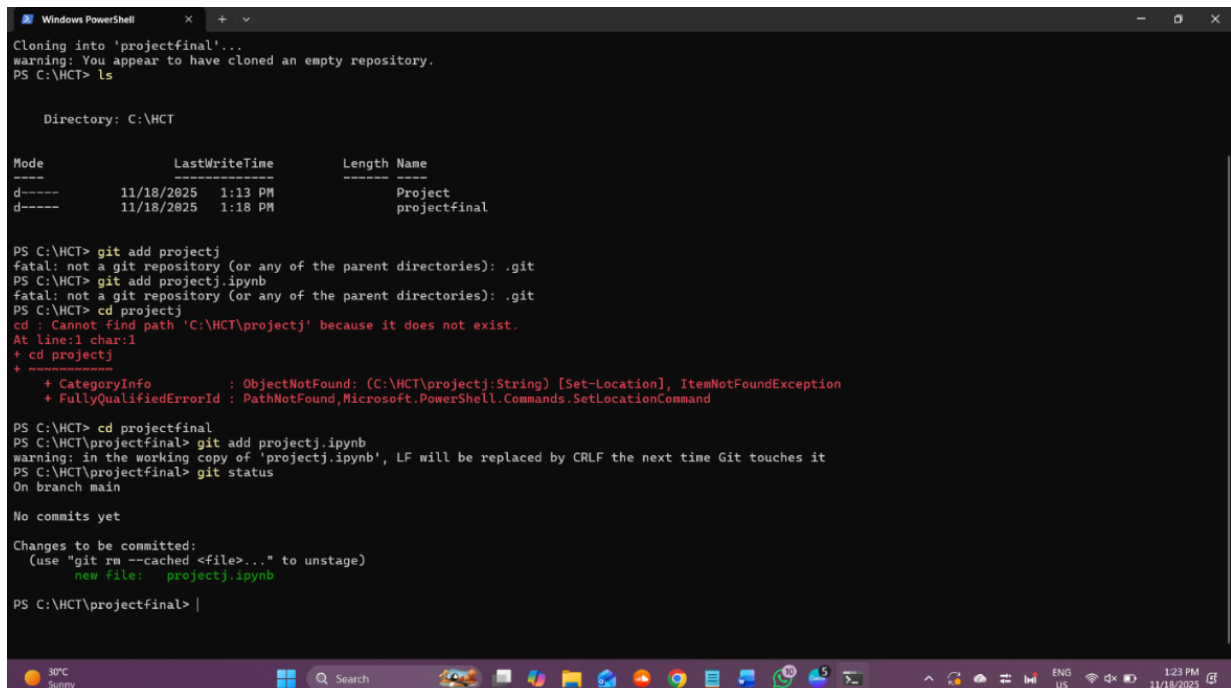 Windows PowerShell
Cloning into 'projectfinal'...
warning: You appear to have cloned an empty repository.
PS C:\HCT> ls
Directory: C:\HCT
Mode                 LastWriteTime         Length Name
----                 -------------         ------ ----
d-----        11/18/2025   1:13 PM                Project
d-----        11/18/2025   1:18 PM                projectfinal
PS C:\HCT> git add projectj
fatal: not a git repository (or any of the parent directories): .git
PS C:\HCT> git add projectj.ipynb
fatal: not a git repository (or any of the parent directories): .git
PS C:\HCT> cd projectj
cd : Cannot find path 'C:\HCT\projectj' because it does not exist.
At line:1 char:1
+ cd projectj
+ ~~~~~~~~~~~
    + CategoryInfo          : ObjectNotFound: (C:\HCT\projectj:String) [Set-Location], ItemNotFoundException
    + FullyQualifiedErrorId : PathNotFound,Microsoft.PowerShell.Commands.SetLocationCommand
PS C:\HCT> cd projectfinal
PS C:\HCT\projectfinal> git add projectj.ipynb
warning: in the working copy of 'projectj.ipynb', LF will be replaced by CRLF the next time Git touches it
PS C:\HCT\projectfinal> git status
On branch main
No commits yet
Changes to be committed:
  (use "git rm --cached <file>..." to unstage)
        new file:   projectj.ipynb
PS C:\HCT\projectfinal>
30°C
Sunny
Search
10
5
ENG
US
1:23 PM
11/18/2025